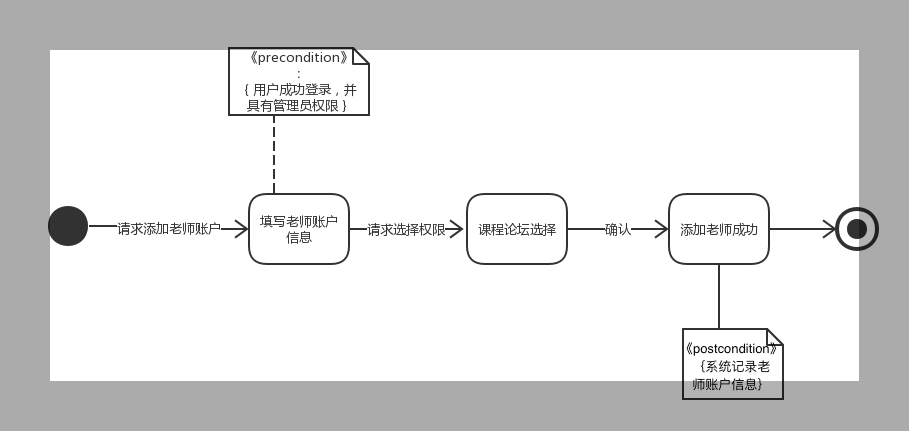 《precondition》
:
{ 用户成功登录，并
具有管理员权限 }
请求添加老师账户
填写老师账户
信息
请求选择权限
课程论坛选择
确认
添加老师成功
《postcondition》
{系统记录老
师账户信息}